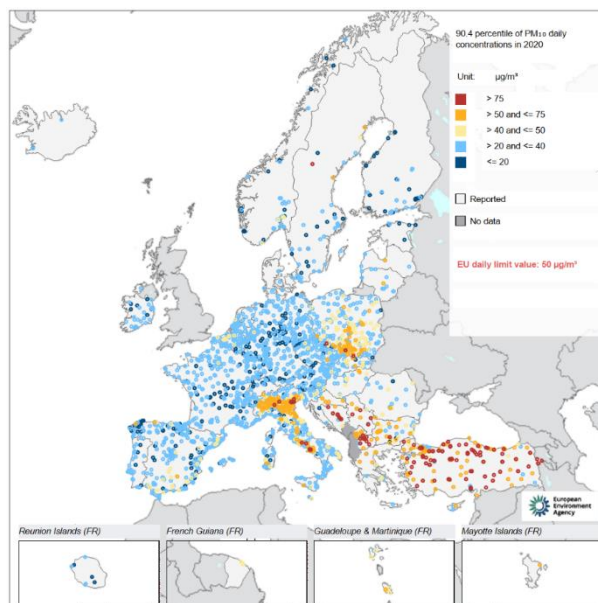 90.4 percentile of PM₁₀ daily
concentrations in 2020
Unit: µg/m³
> 75
> 50 and <= 75
> 40 and <= 50
> 20 and <= 40
<= 20
Reported
No data
EU daily limit value: 50 µg/m³
European
Environment
Agency
Reunion Islands (FR)
French Guiana (FR)
Guadeloupe & Martinique (FR)
Mayotte Islands (FR)